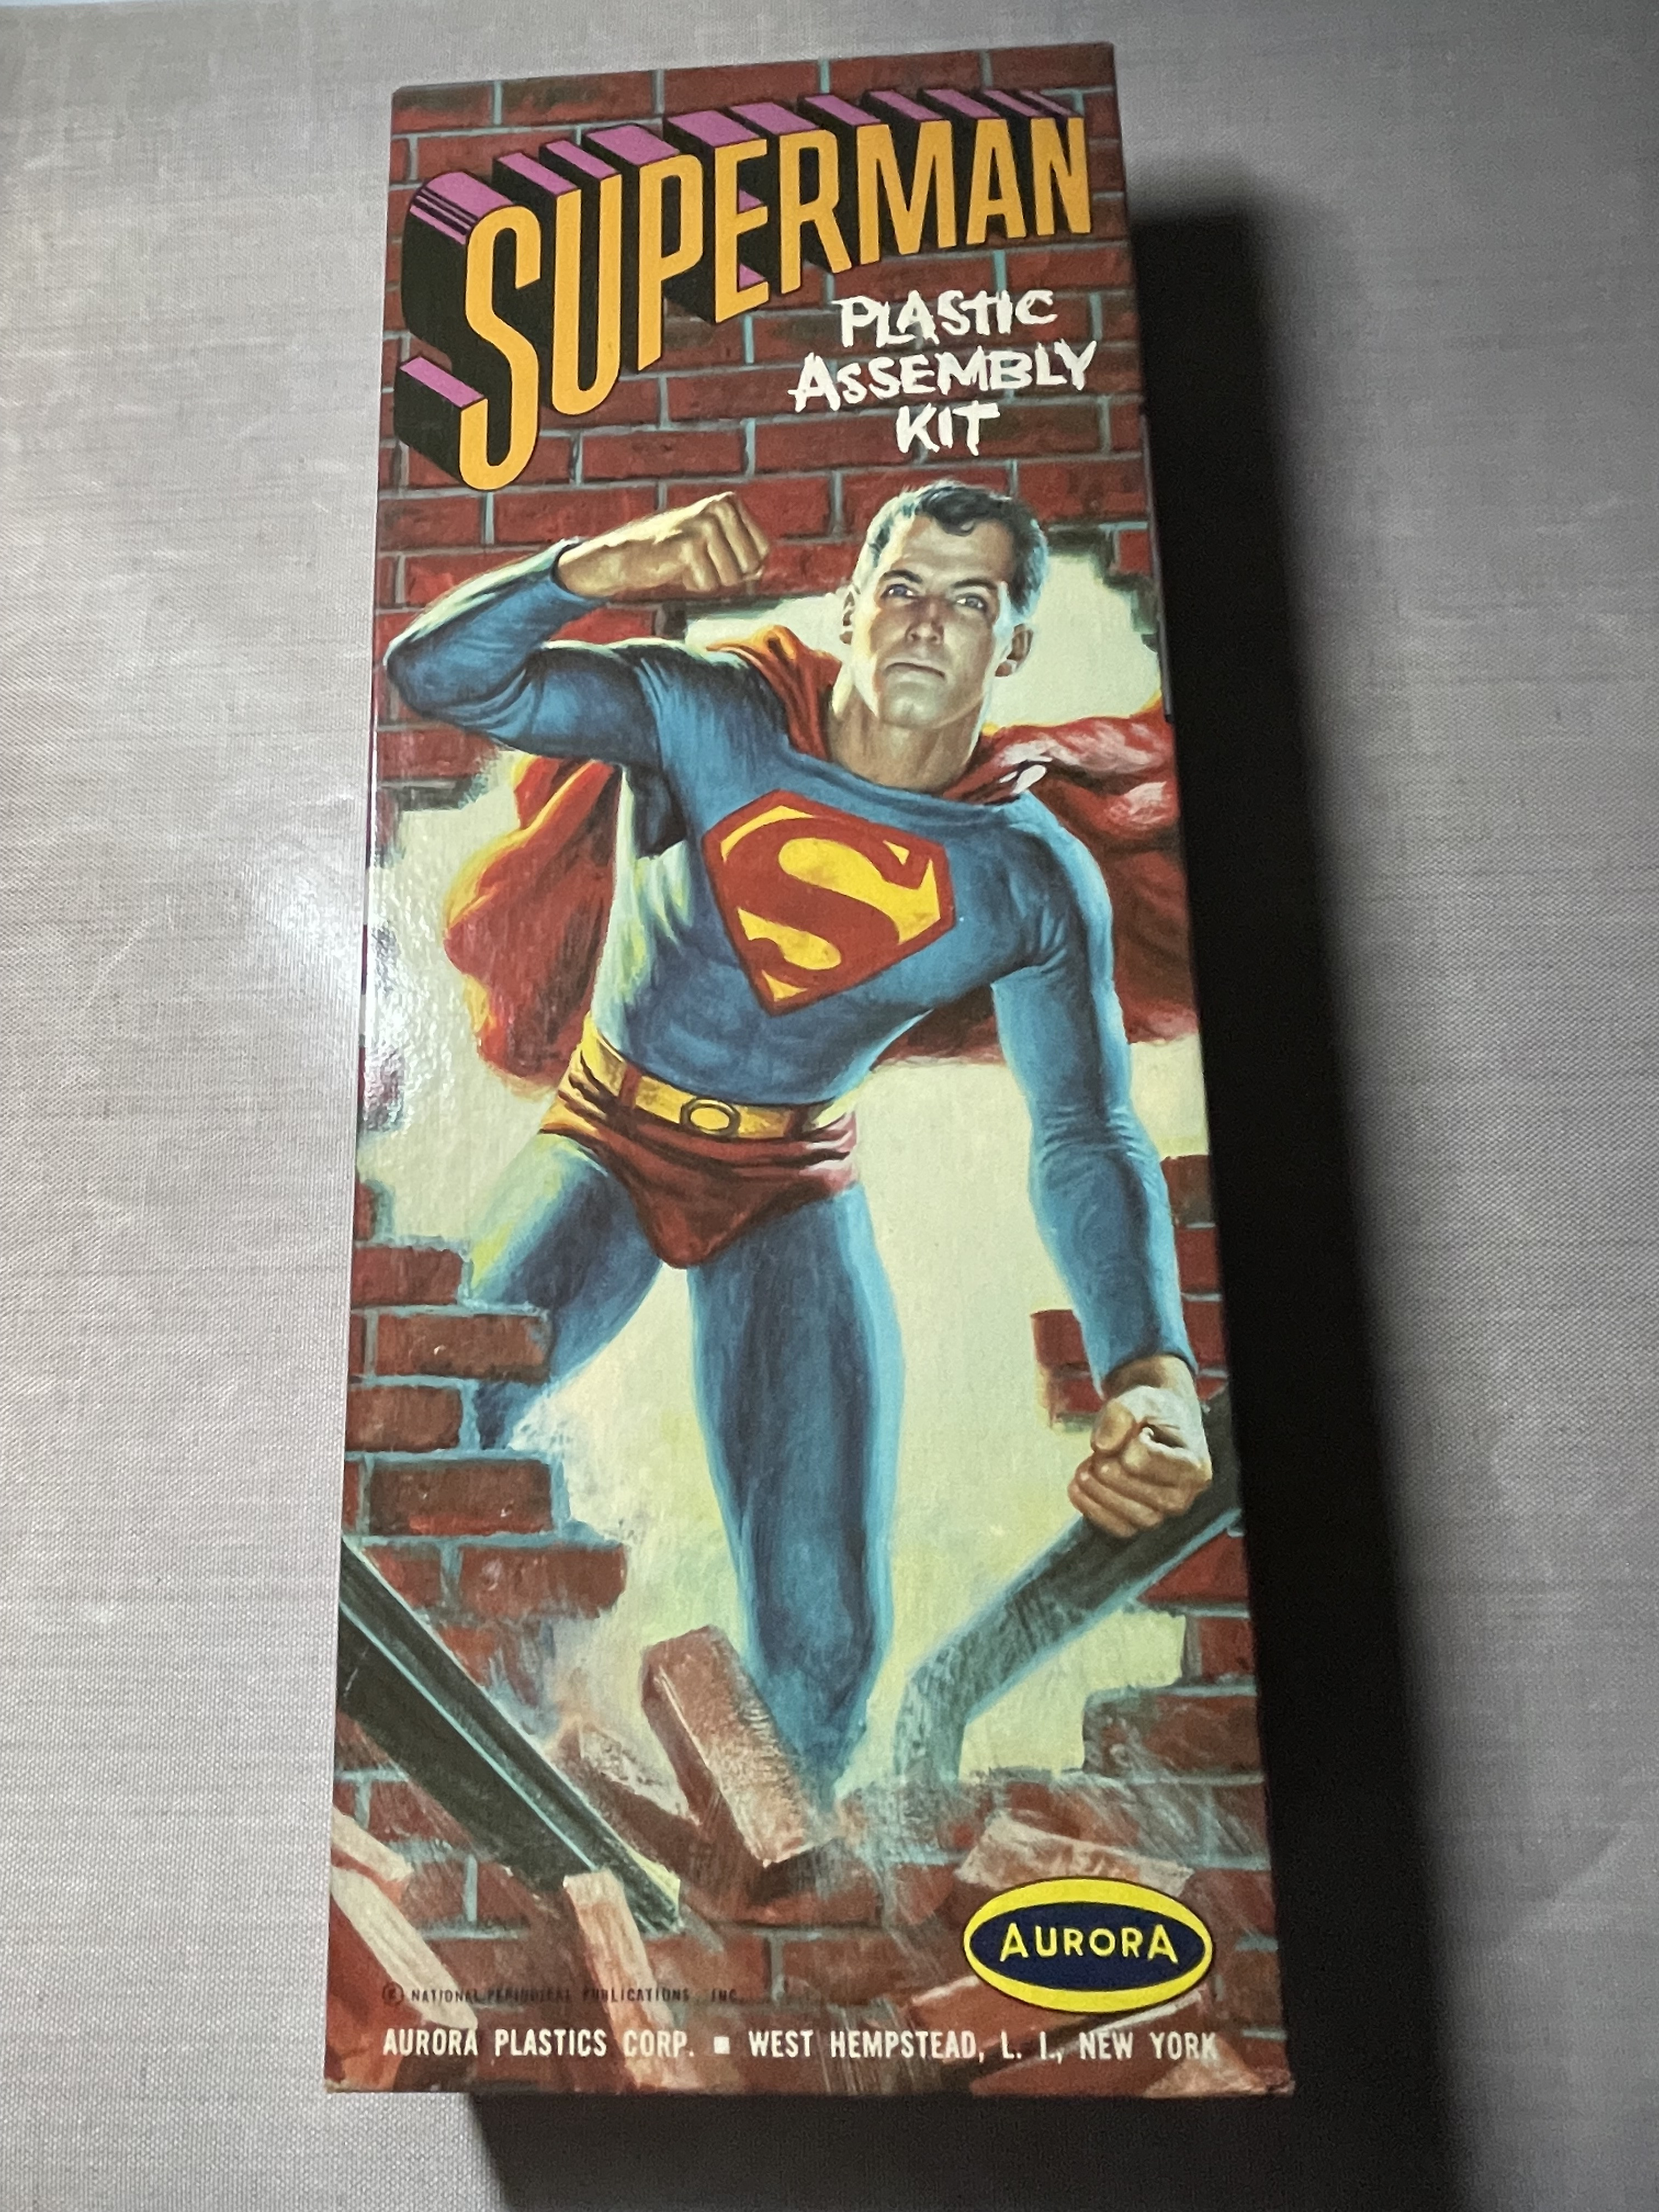 SUPERMAN
PLASTIC
ASSEMBLY
KIT
S
AURORA
© NATIONAL PERIODICAL PUBLICATIONS, INC.
AURORA PLASTICS CORP. ■ WEST HEMPSTEAD, L. I., NEW YORK